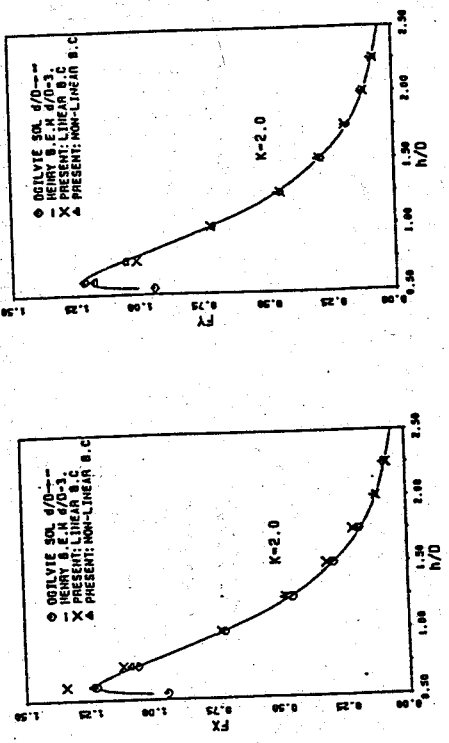 1.50
1.25
1.00
0.75
0.50
0.25
0.00
FX
OGILVIE SOL d/D→∞
HENRY B.E.M d/D=3.
PRESENT: LINEAR B.C
PRESENT: NON-LINEAR B.C
K=2.0
0.50 1.00 1.50 2.00 2.50
h/D
1.50
1.25
1.00
0.75
0.50
0.25
0.00
FY
OGILVIE SOL d/D→∞
HENRY B.E.M d/D=3.
PRESENT: LINEAR B.C
PRESENT: NON-LINEAR B.C
K=2.0
0.50 1.00 1.50 2.00 2.50
h/D